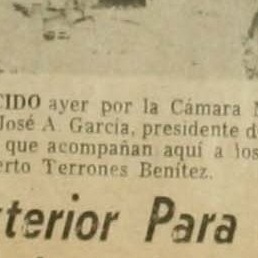 CIDO ayer por la Cámara
José A. García, presidente d
que acompañan aquí a los
erto Terrones Benítez.
terior Para